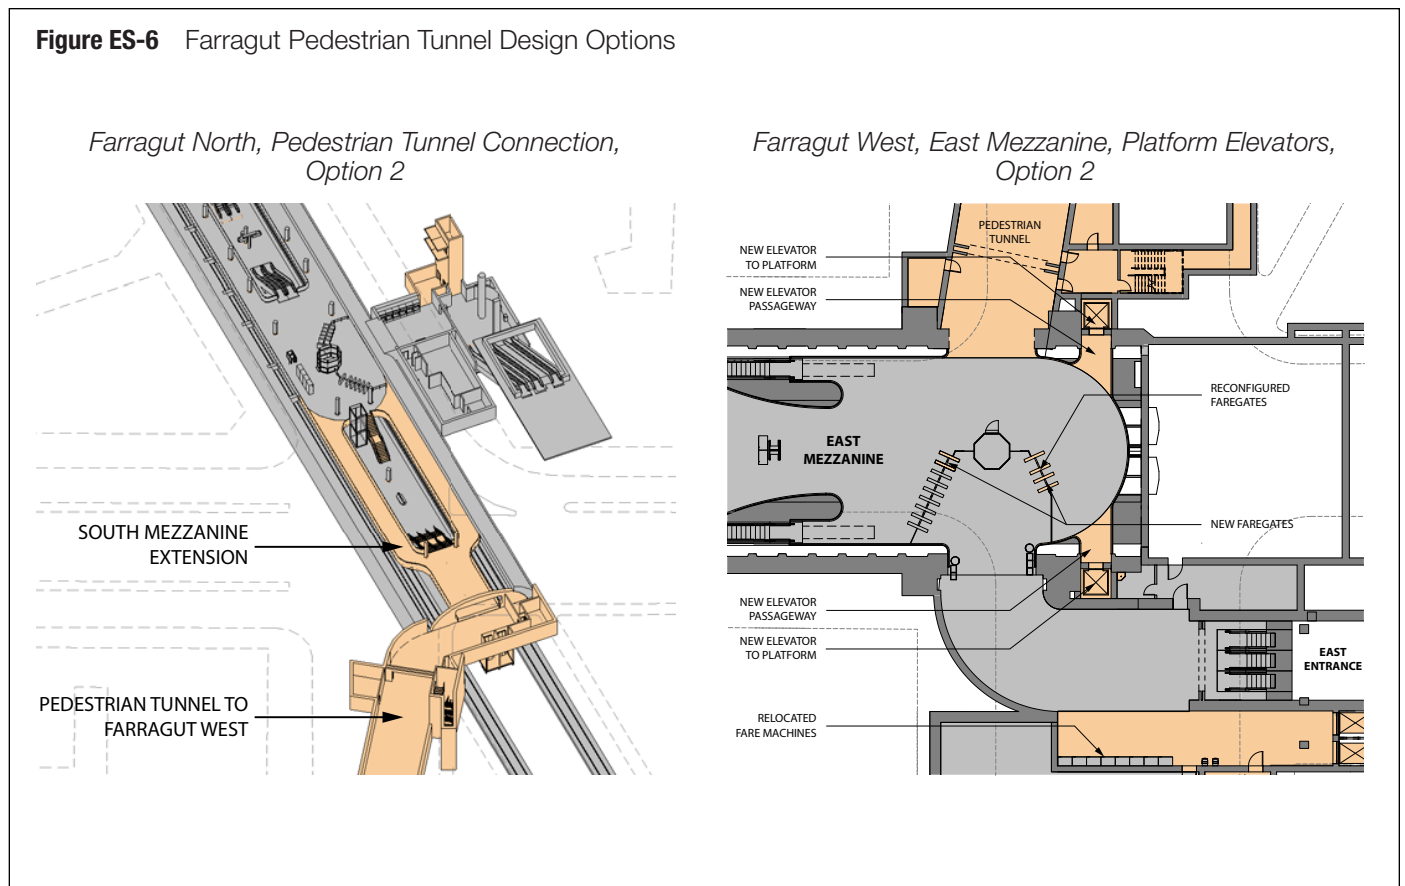 Figure ES-6 Farragut Pedestrian Tunnel Design Options
Farragut North, Pedestrian Tunnel Connection,
Option 2
SOUTH MEZZANINE
EXTENSION
PEDESTRIAN TUNNEL TO
FARRAGUT WEST
Farragut West, East Mezzanine, Platform Elevators,
Option 2
PEDESTRIAN
TUNNEL
NEW ELEVATOR
TO PLATFORM
NEW ELEVATOR
PASSAGEWAY
RECONFIGURED
FAREGATES
EAST
MEZZANINE
NEW FAREGATES
NEW ELEVATOR
PASSAGEWAY
NEW ELEVATOR
TO PLATFORM
EAST
ENTRANCE
RELOCATED
FARE MACHINES